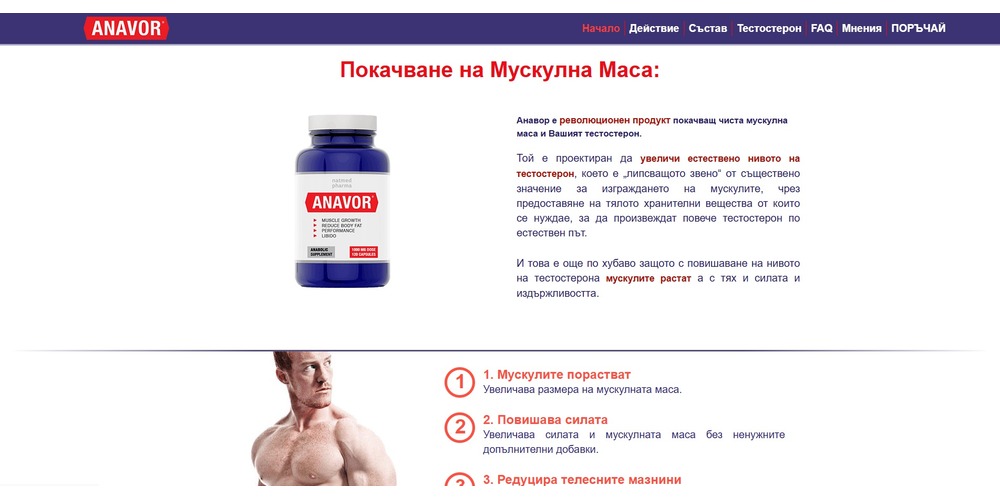 ANAVOR
Начало Действие Състав Тестостерон FAQ Мнения ПОРЪЧАЙ
Покачване на Мускулна Маса:
nutmed
pharma
ANAVOR
MUSCLE GROWTH
REDUCE BODY FAT
PERFORMANCE
LIBIDO
ANABOLIC
SUPPLEMENT
1000 MG DOSE
120 CAPSULES
Анавор е революционен продукт покачващ чиста мускулна
маса и Вашият тестостерон.
Той е проектиран да увеличи естествено нивото на
тестостерон, което е „липсващото звено“ от съществено
значение за изграждането на мускулите, чрез
предоставяне на тялото хранителни вещества от които
се нуждае, за да произвеждат повече тестостерон по
естествен път.
И това е още по хубаво защото с повишаване на нивото
на тестостерона мускулите растат а с тях и силата и
издържливостта.
1
1. Мускулите порастват
Увеличава размера на мускулната маса.
2
2. Повишава силата
Увеличава силата и мускулната маса без ненужните
допълнителни добавки.
3
3. Редуцира телесните мазнини